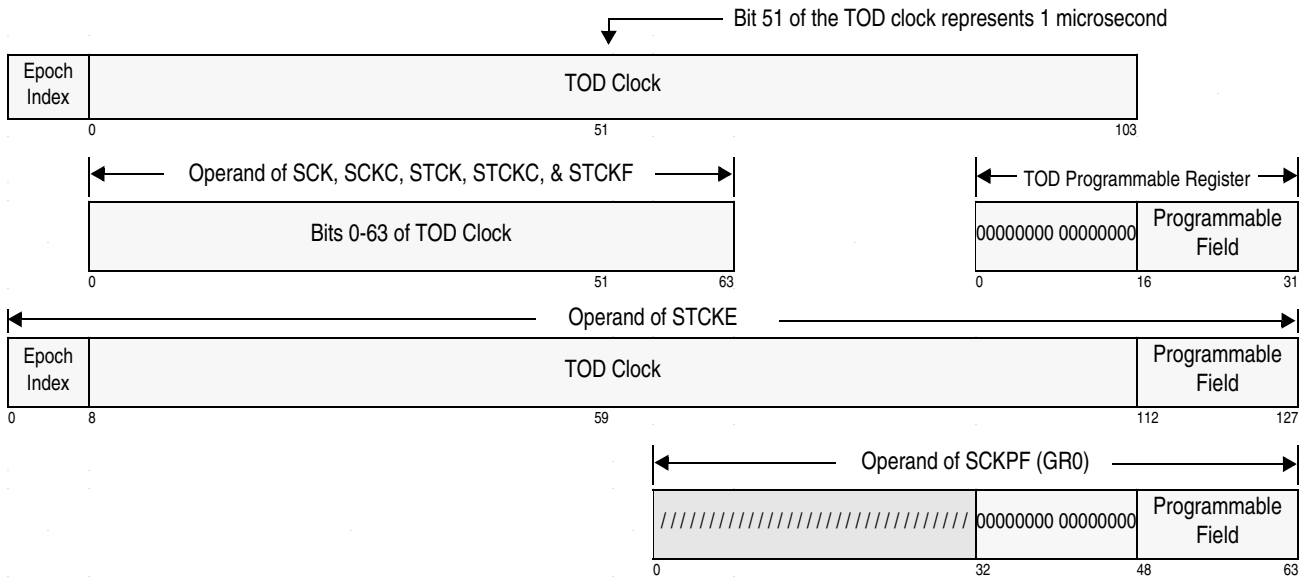 Bit 51 of the TOD clock represents 1 microsecond
Epoch
Index
TOD Clock
0
51
103
Operand of SCK, SCKC, STCK, STCKC, & STCKF
TOD Programmable Register
Bits 0-63 of TOD Clock
00000000 00000000
Programmable
Field
0
51
63
0
16
31
Operand of STCKE
Epoch
Index
TOD Clock
Programmable
Field
0
8
59
112
127
Operand of SCKPF (GR0)
////////////////////////////////
00000000 00000000
Programmable
Field
0
32
48
63